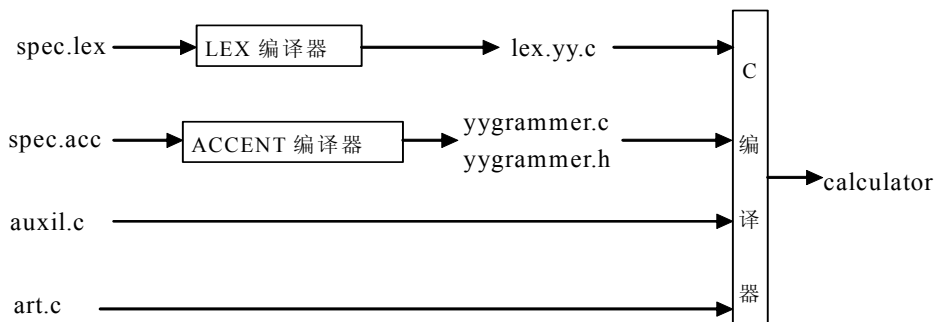 spec.lex
LEX 编译器
lex.yy.c
spec.acc
ACCENT 编译器
yygrammer.c
yygrammer.h
auxil.c
art.c
C
编
译
器
calculator